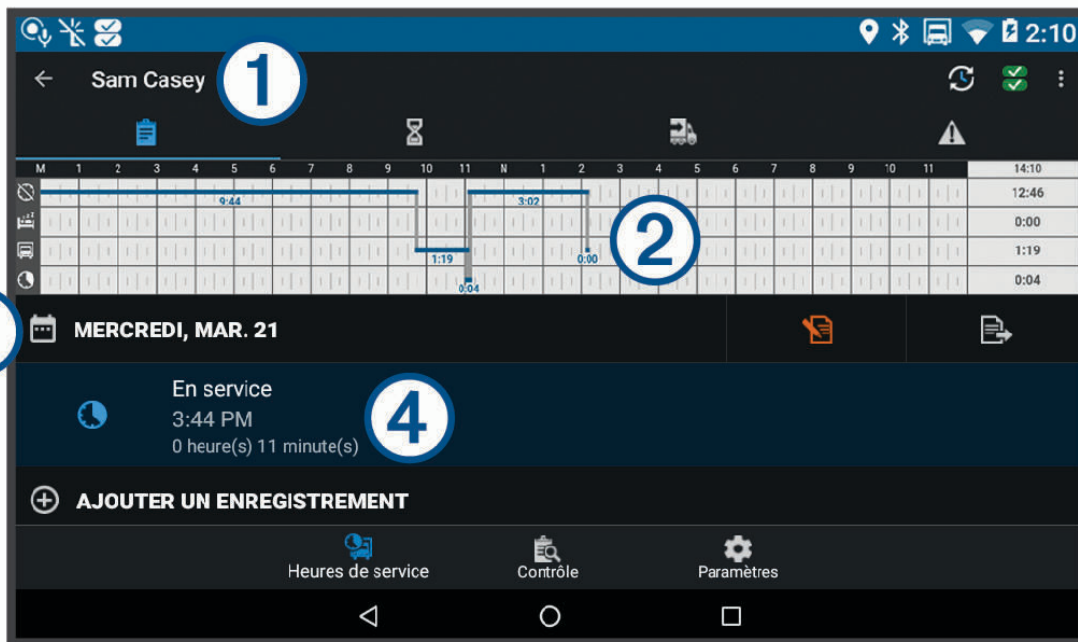 2:10
Sam Casey
1
M 1 2 3 4 5 6 7 8 9 10 11 N 1 2 3 4 5 6 7 8 9 10 11 14:10
9:44 3:02 12:46
0:00
1:19 0:00 1:19
0:04 0:04
2
MERCREDI, MAR. 21
En service
3:44 PM
0 heure(s) 11 minute(s)
4
AJOUTER UN ENREGISTREMENT
Heures de service Contrôle Paramètres